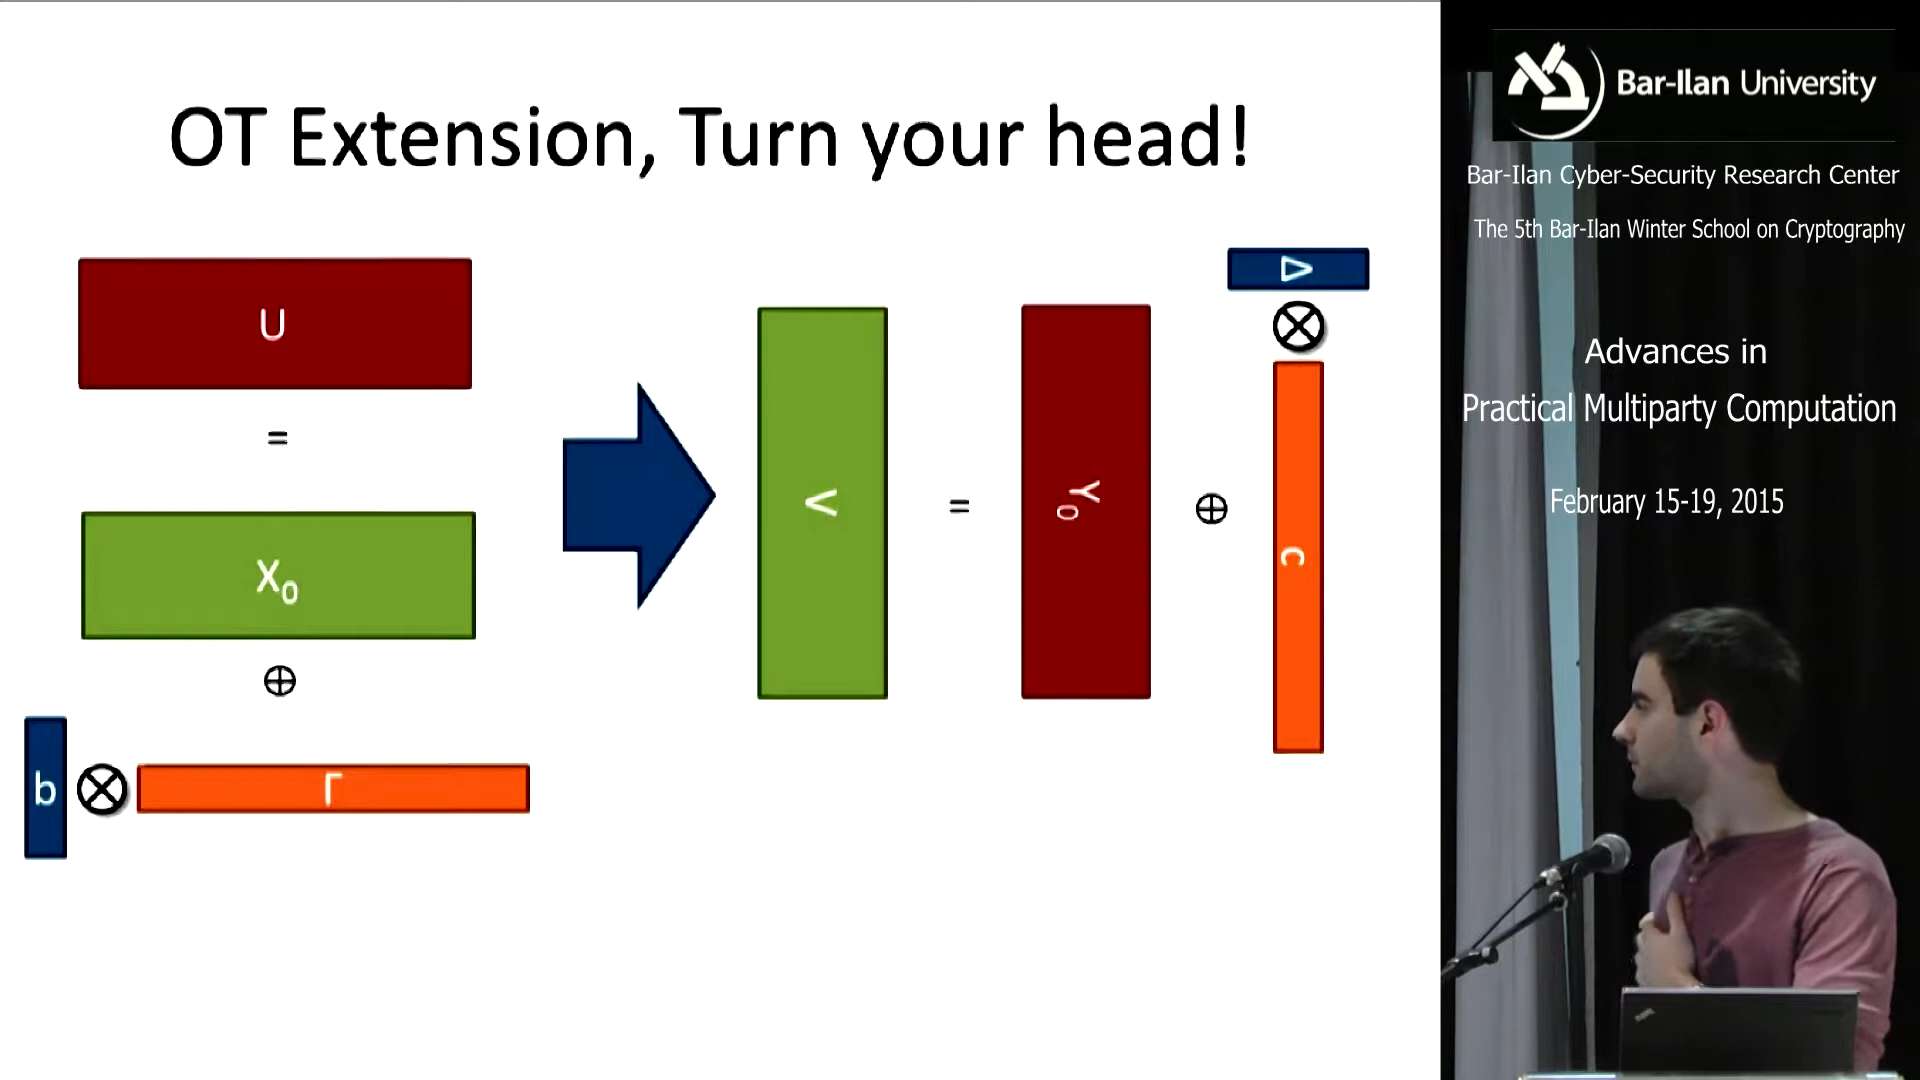 OT Extension, Turn your head!
U
=
X₀
⊕
b ⊗ Γ
V = Y₀ ⊕
Δ
⊗
c
Bar-Ilan University
Bar-Ilan Cyber-Security Research Center
The 5th Bar-Ilan Winter School on Cryptography
Advances in
Practical Multiparty Computation
February 15-19, 2015